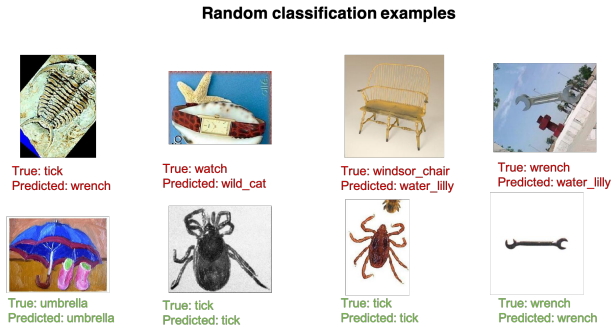 Random classification examples
True: tick
Predicted: wrench
True: watch
Predicted: wild_cat
True: windsor_chair
Predicted: water_lilly
True: wrench
Predicted: water_lilly
True: umbrella
Predicted: umbrella
True: tick
Predicted: tick
True: tick
Predicted: tick
True: wrench
Predicted: wrench